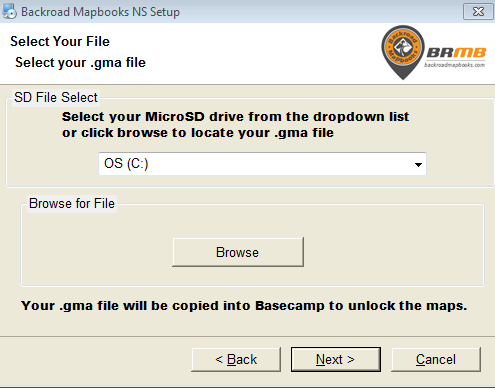 Backroad Mapbooks NS Setup
Select Your File
Select your .gma file
Backroad
Mapbooks
BRMB
backroadmapbooks.com
SD File Select
Select your MicroSD drive from the dropdown list
or click browse to locate your .gma file
OS (C:)
Browse for File
Browse
Your .gma file will be copied into Basecamp to unlock the maps.
< Back
Next >
Cancel